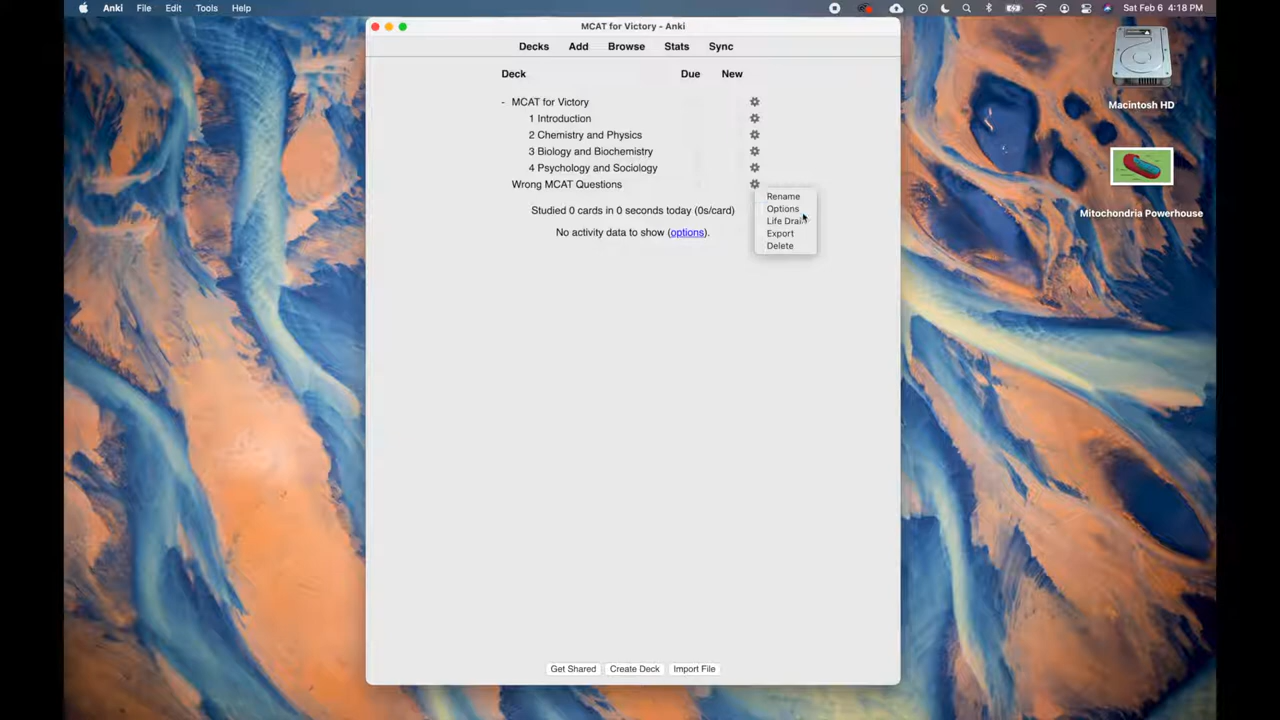 Anki File Edit Tools Help
Sat Feb 6 4:18 PM
MCAT for Victory - Anki
Decks Add Browse Stats Sync
Deck Due New
- MCAT for Victory
1 Introduction
2 Chemistry and Physics
3 Biology and Biochemistry
4 Psychology and Sociology
Wrong MCAT Questions
Studied 0 cards in 0 seconds today (0s/card)
No activity data to show (options).
Rename
Options
Life Drain
Export
Delete
Macintosh HD
Mitochondria Powerhouse
Get Shared Create Deck Import File